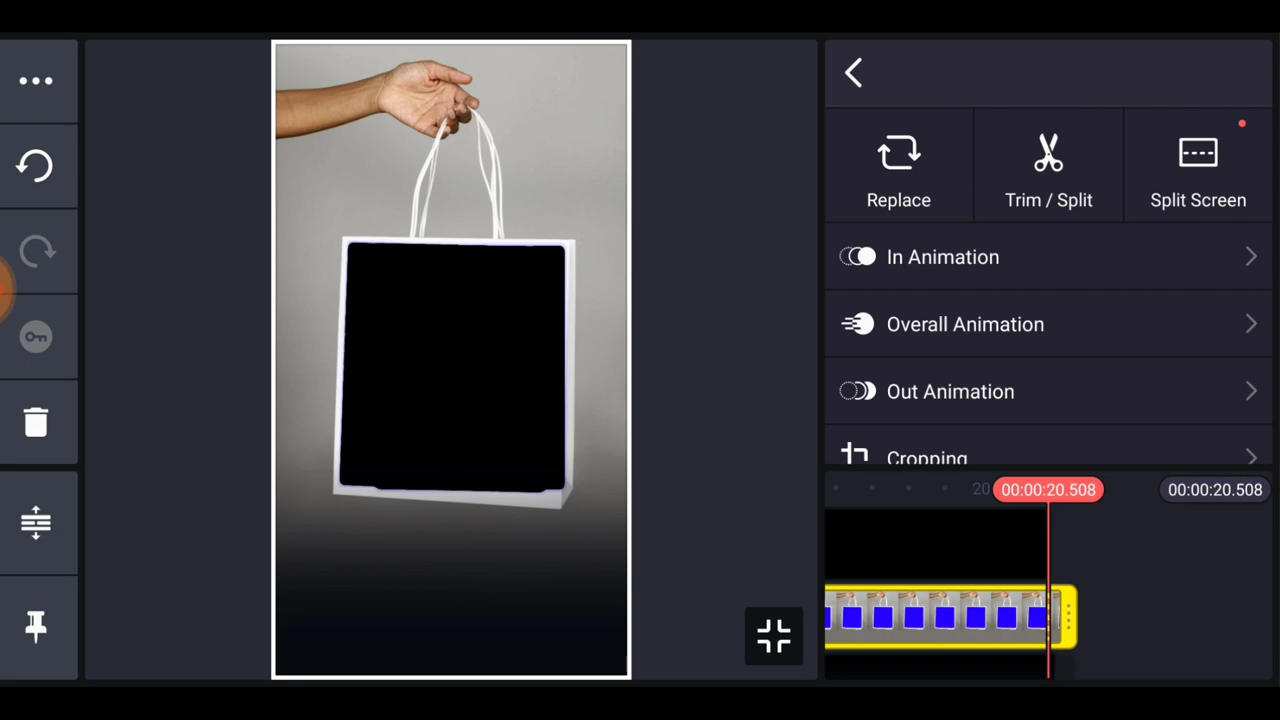 Replace
Trim / Split
Split Screen
In Animation
Overall Animation
Out Animation
Cropping
20
00:00:20.508
00:00:20.508